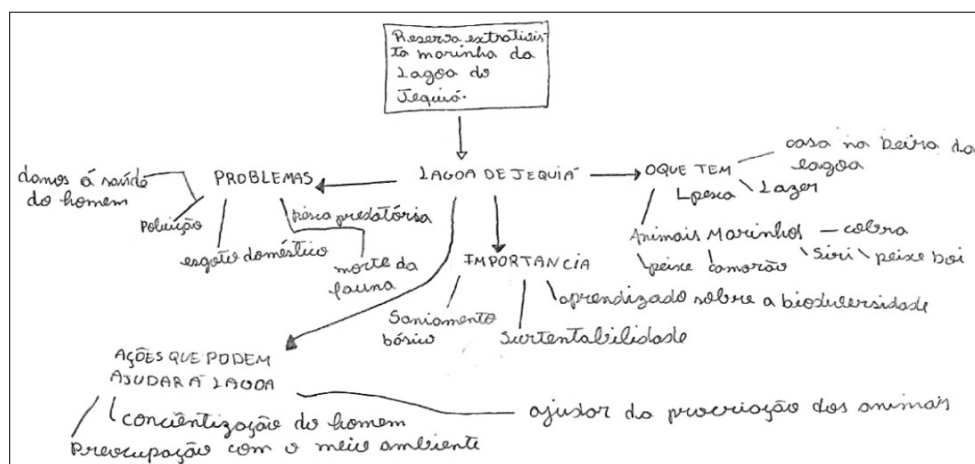 Reserva extrativis-
ta marinha da
Lagoa do
Jequiá.
LAGOA DE JEQUIÁ
PROBLEMAS
danos á saúde
do homem
Poluição
esgoto doméstico
pesca predatória
morte da
fauna
OQUE TEM
casa na beira da
lagoa
pesca
Lazer
Animais Marinhos
cobra
peixe
camarão
Siri
peixe boi
IMPORTANCIA
Saniamento
básico
Sustentabilidade
aprendizado sobre a biodiversidade
AÇÕES QUE PODEM
AJUDAR Á LAGOA
concientização do homem
Preocupação com o meio ambiente
ajudar da procriação dos animais